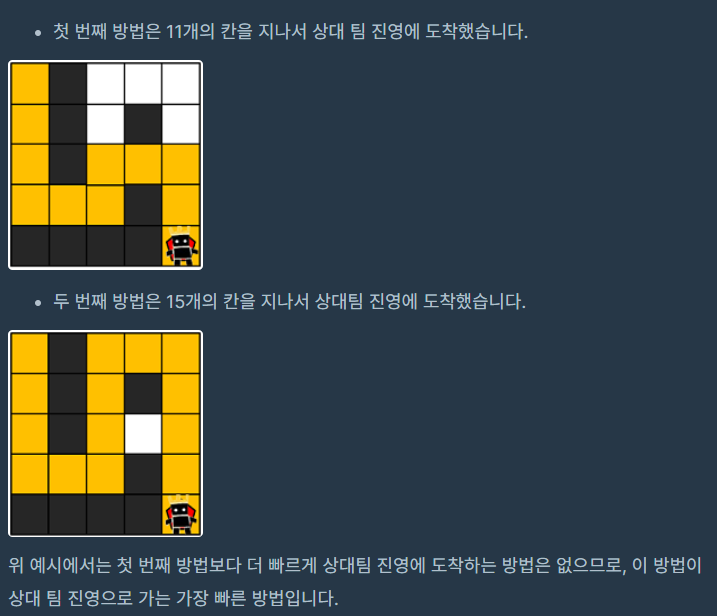 첫 번째 방법은 11개의 칸을 지나서 상대 팀 진영에 도착했습니다.
두 번째 방법은 15개의 칸을 지나서 상대팀 진영에 도착했습니다.
위 예시에서는 첫 번째 방법보다 더 빠르게 상대팀 진영에 도착하는 방법은 없으므로, 이 방법이
상대 팀 진영으로 가는 가장 빠른 방법입니다.